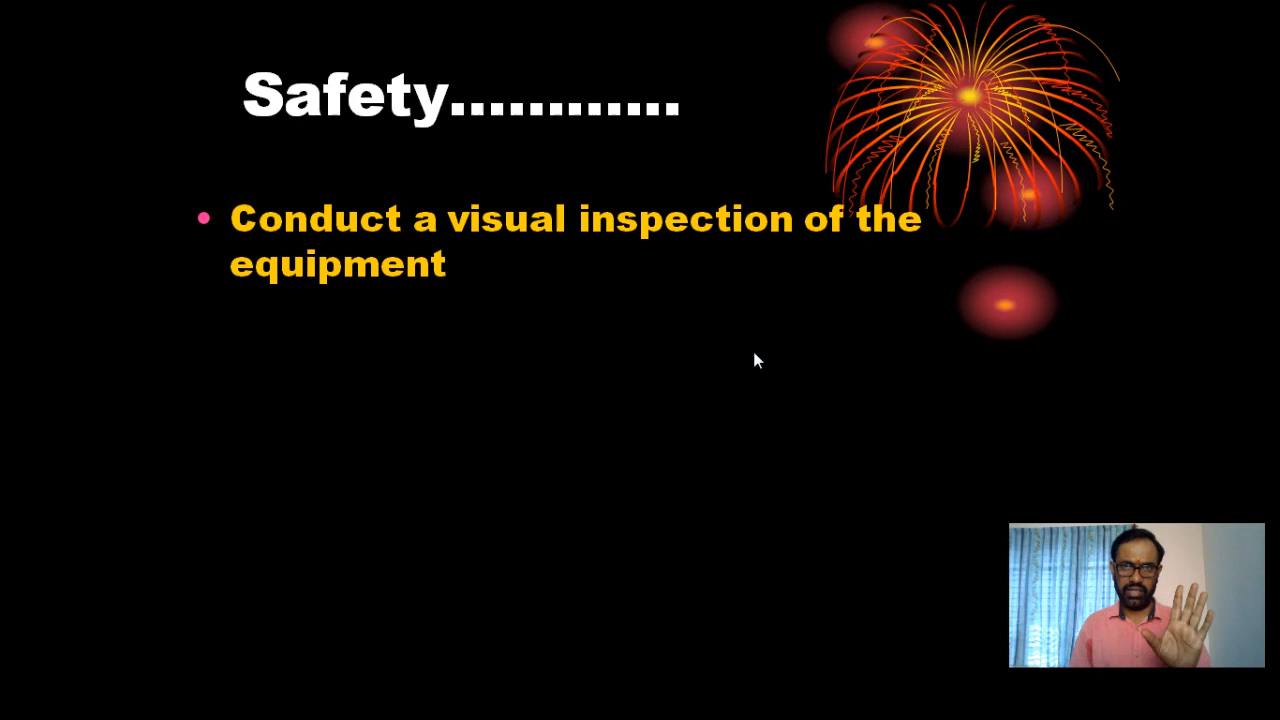 Safety............
• Conduct a visual inspection of the
equipment